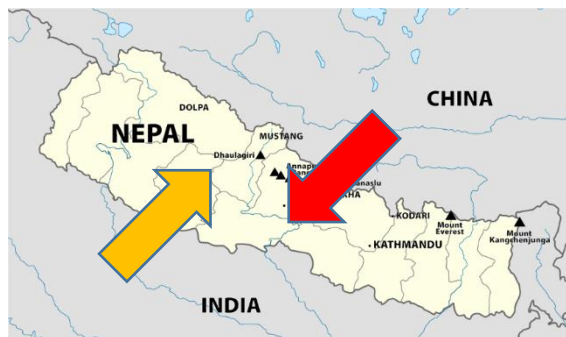 CHINA
DOLPA
NEPAL
MUSTANG
Dhaulagiri
KODARI
Mount
Everest
Mount
Kangchenjunga
KATHMANDU
INDIA